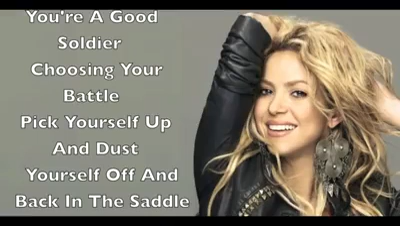 You're A Good
Soldier
Choosing Your
Battle
Pick Yourself Up
And Dust
Yourself Off And
Back In The Saddle